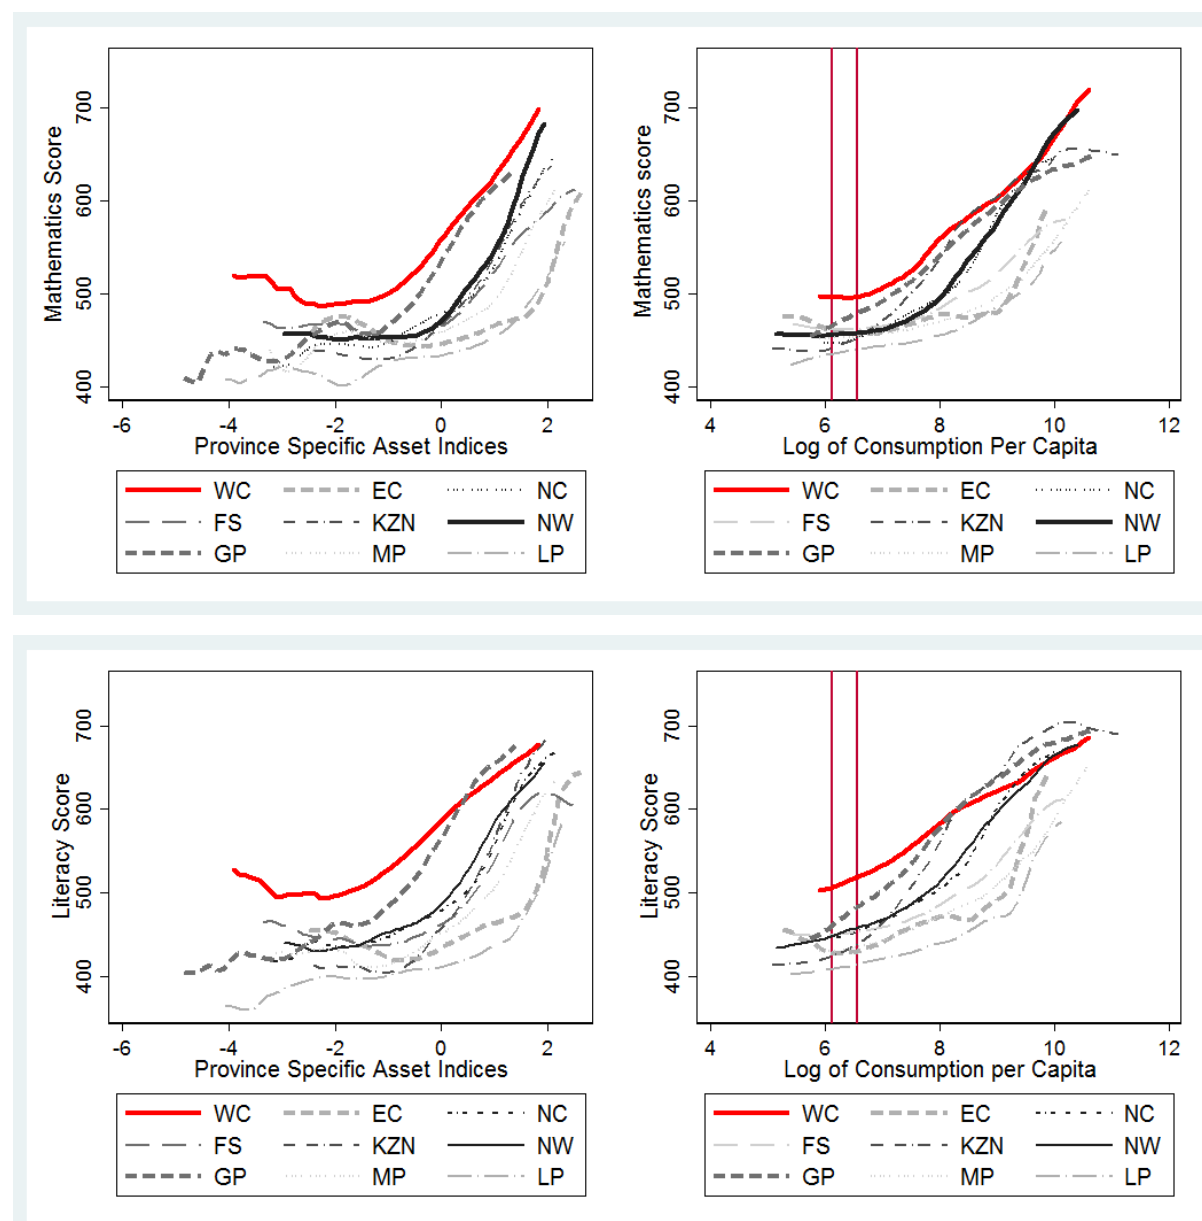 Mathematics Score
700
600
500
400
-6 -4 -2 0 2
Province Specific Asset Indices
WC EC NC
FS KZN NW
GP MP LP
Mathematics score
700
600
500
400
4 6 8 10 12
Log of Consumption Per Capita
WC EC NC
FS KZN NW
GP MP LP
Literacy Score
700
600
500
400
-6 -4 -2 0 2
Province Specific Asset Indices
WC EC NC
FS KZN NW
GP MP LP
Literacy Score
700
600
500
400
4 6 8 10 12
Log of Consumption per Capita
WC EC NC
FS KZN NW
GP MP LP